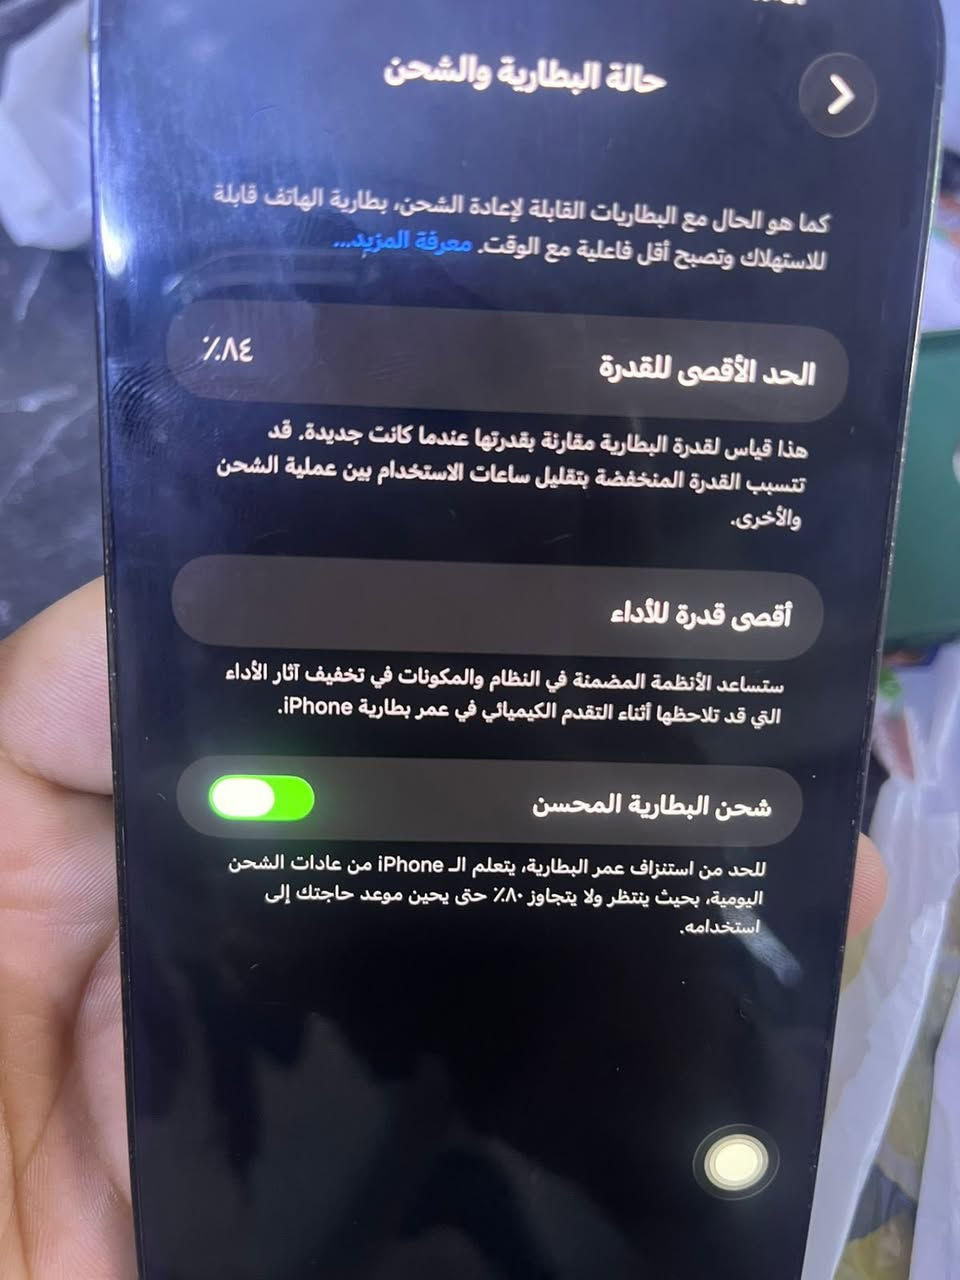 حالة البطارية والشحن
كما هو الحال مع البطاريات القابلة لإعادة الشحن، بطارية الهاتف قابلة
للاستهلاك وتصبح أقل فاعلية مع الوقت. معرفة المزيد...
الحد الأقصى للقدرة ٨٤٪
هذا قياس لقدرة البطارية مقارنة بقدرتها عندما كانت جديدة. قد
تتسبب القدرة المنخفضة بتقليل ساعات الاستخدام بين عملية الشحن
والأخرى.
أقصى قدرة للأداء
ستساعد الأنظمة المضمنة في النظام والمكونات في تخفيف آثار الأداء
التي قد تلاحظها أثناء التقدم الكيميائي في عمر بطارية iPhone.
شحن البطارية المحسن
للحد من استنزاف عمر البطارية، يتعلم الـ iPhone من عادات الشحن
اليومية، بحيث ينتظر ولا يتجاوز ٨٠٪ حتى يحين موعد حاجتك إلى
استخدامه.